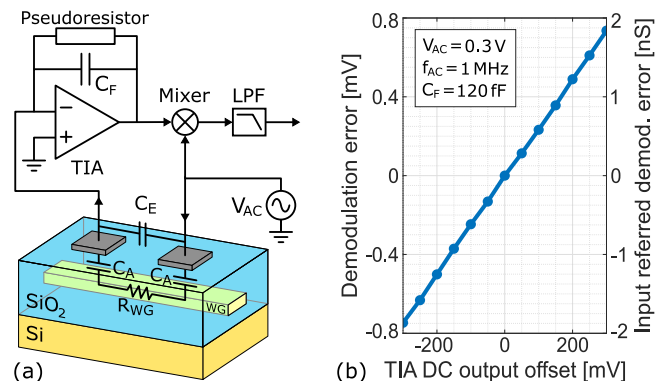 Pseudoresistor
C_F
Mixer
LPF
TIA
V_AC
C_E
C_A
C_A
R_WG
WG
SiO_2
Si
(a)
V_AC = 0.3 V
f_AC = 1 MHz
C_F = 120 fF
Demodulation error [mV]
0.8
0.4
0
-0.4
-0.8
2
1
0
-1
-2
Input referred demod. error [nS]
-200
0
200
TIA DC output offset [mV]
(b)